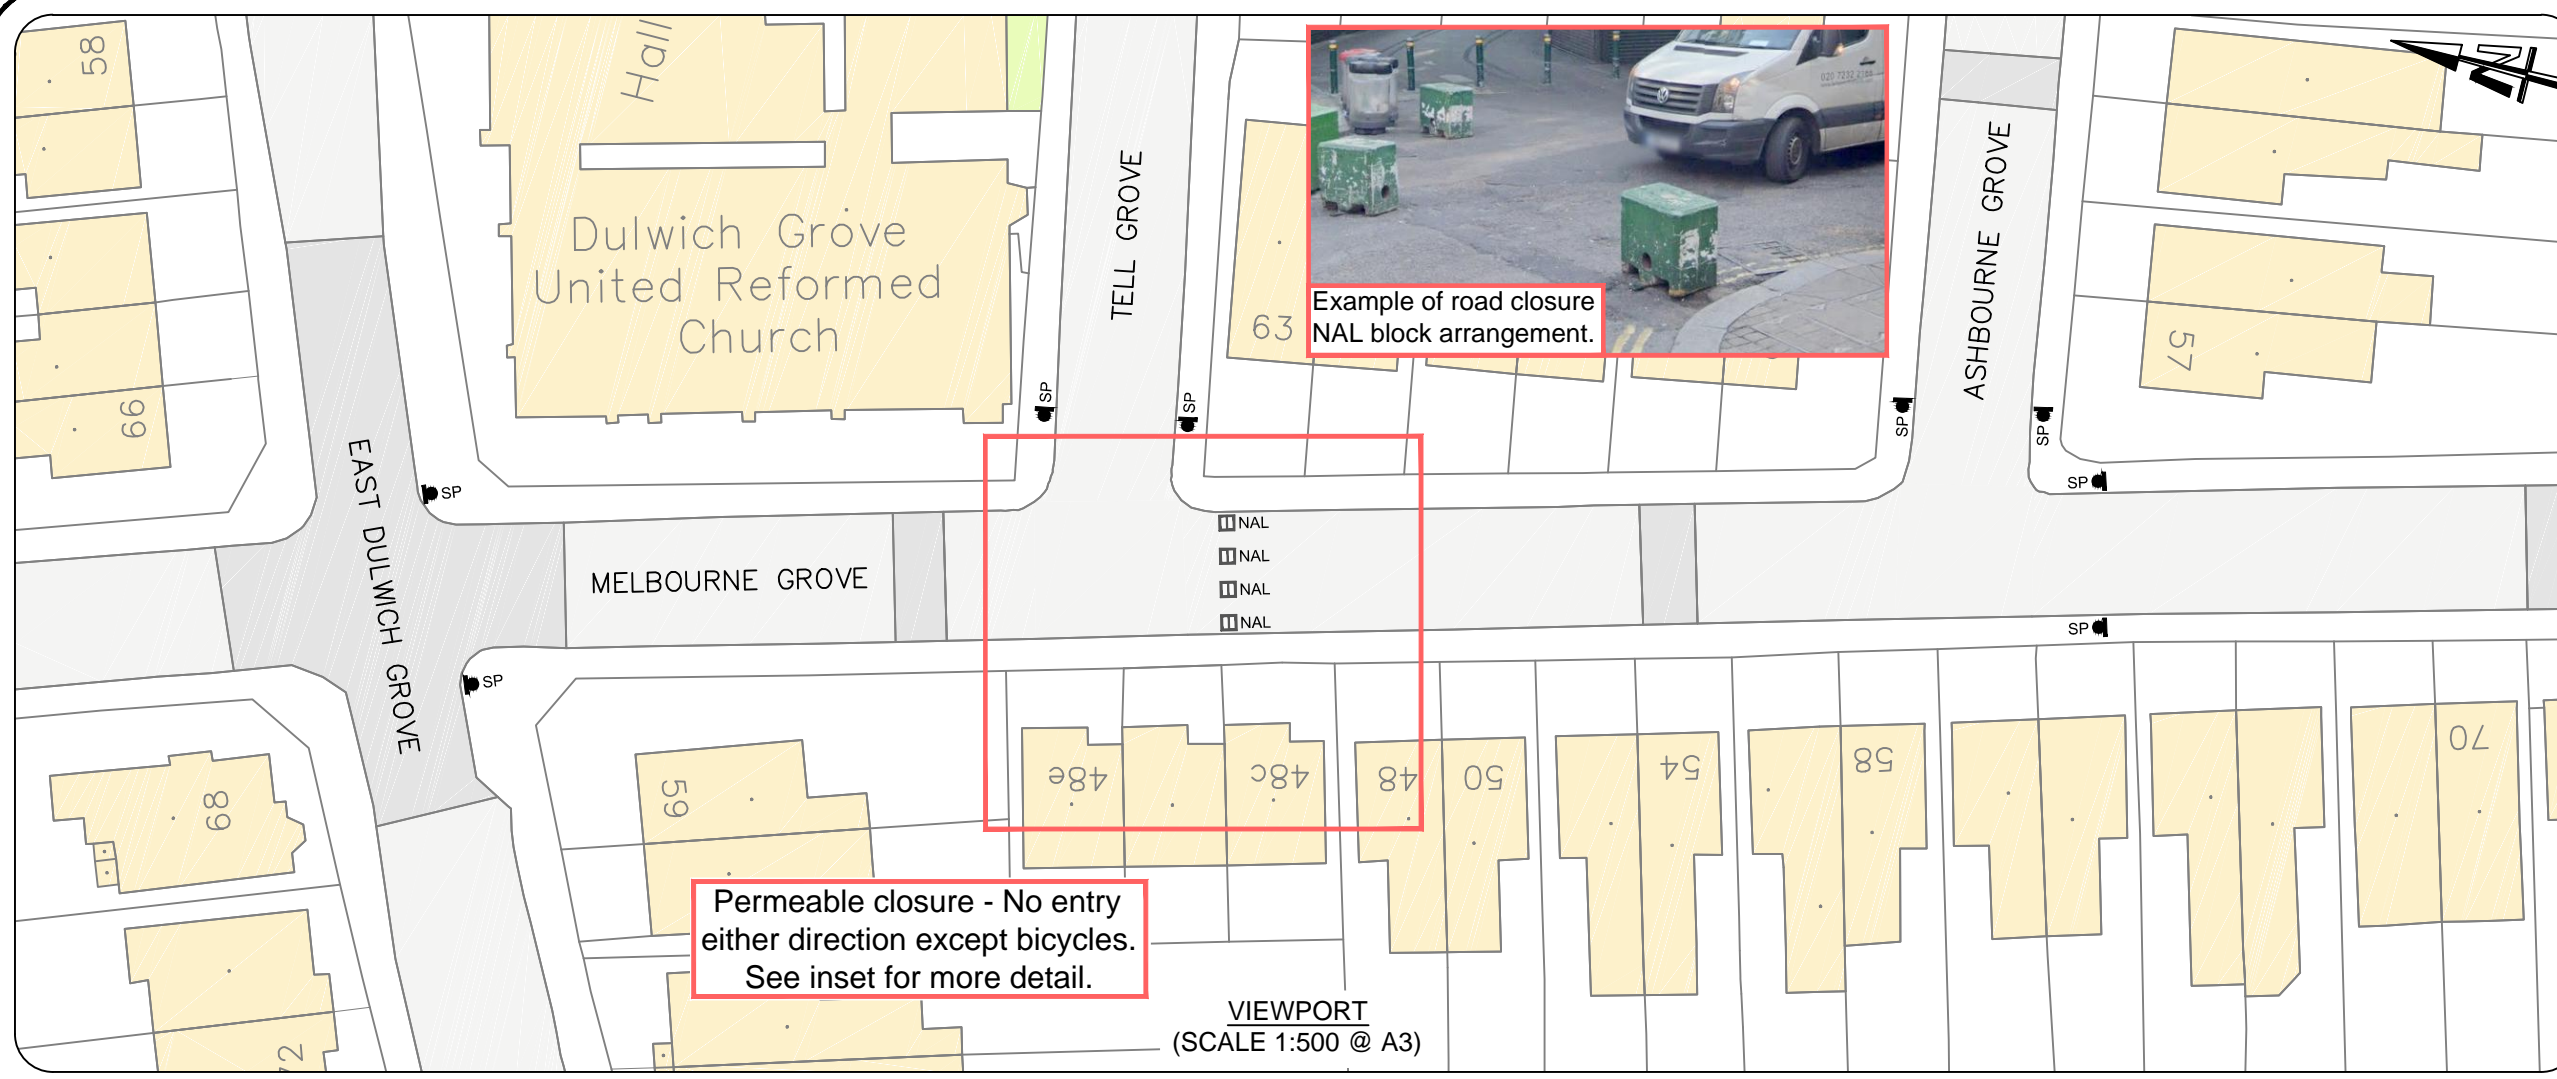 58
Hall
Dulwich Grove
United Reformed
Church
66
TELL GROVE
63
020 7232
Example of road closure
NAL block arrangement.
ASHBOURNE GROVE
57
N
SP
SP
SP
SP
SP
SP
EAST DULWICH GROVE
MELBOURNE GROVE
NAL
NAL
NAL
NAL
SP
SP
68
59
48e
48c
48
50
54
58
70
Permeable closure - No entry
either direction except bicycles.
See inset for more detail.
VIEWPORT
(SCALE 1:500 @ A3)